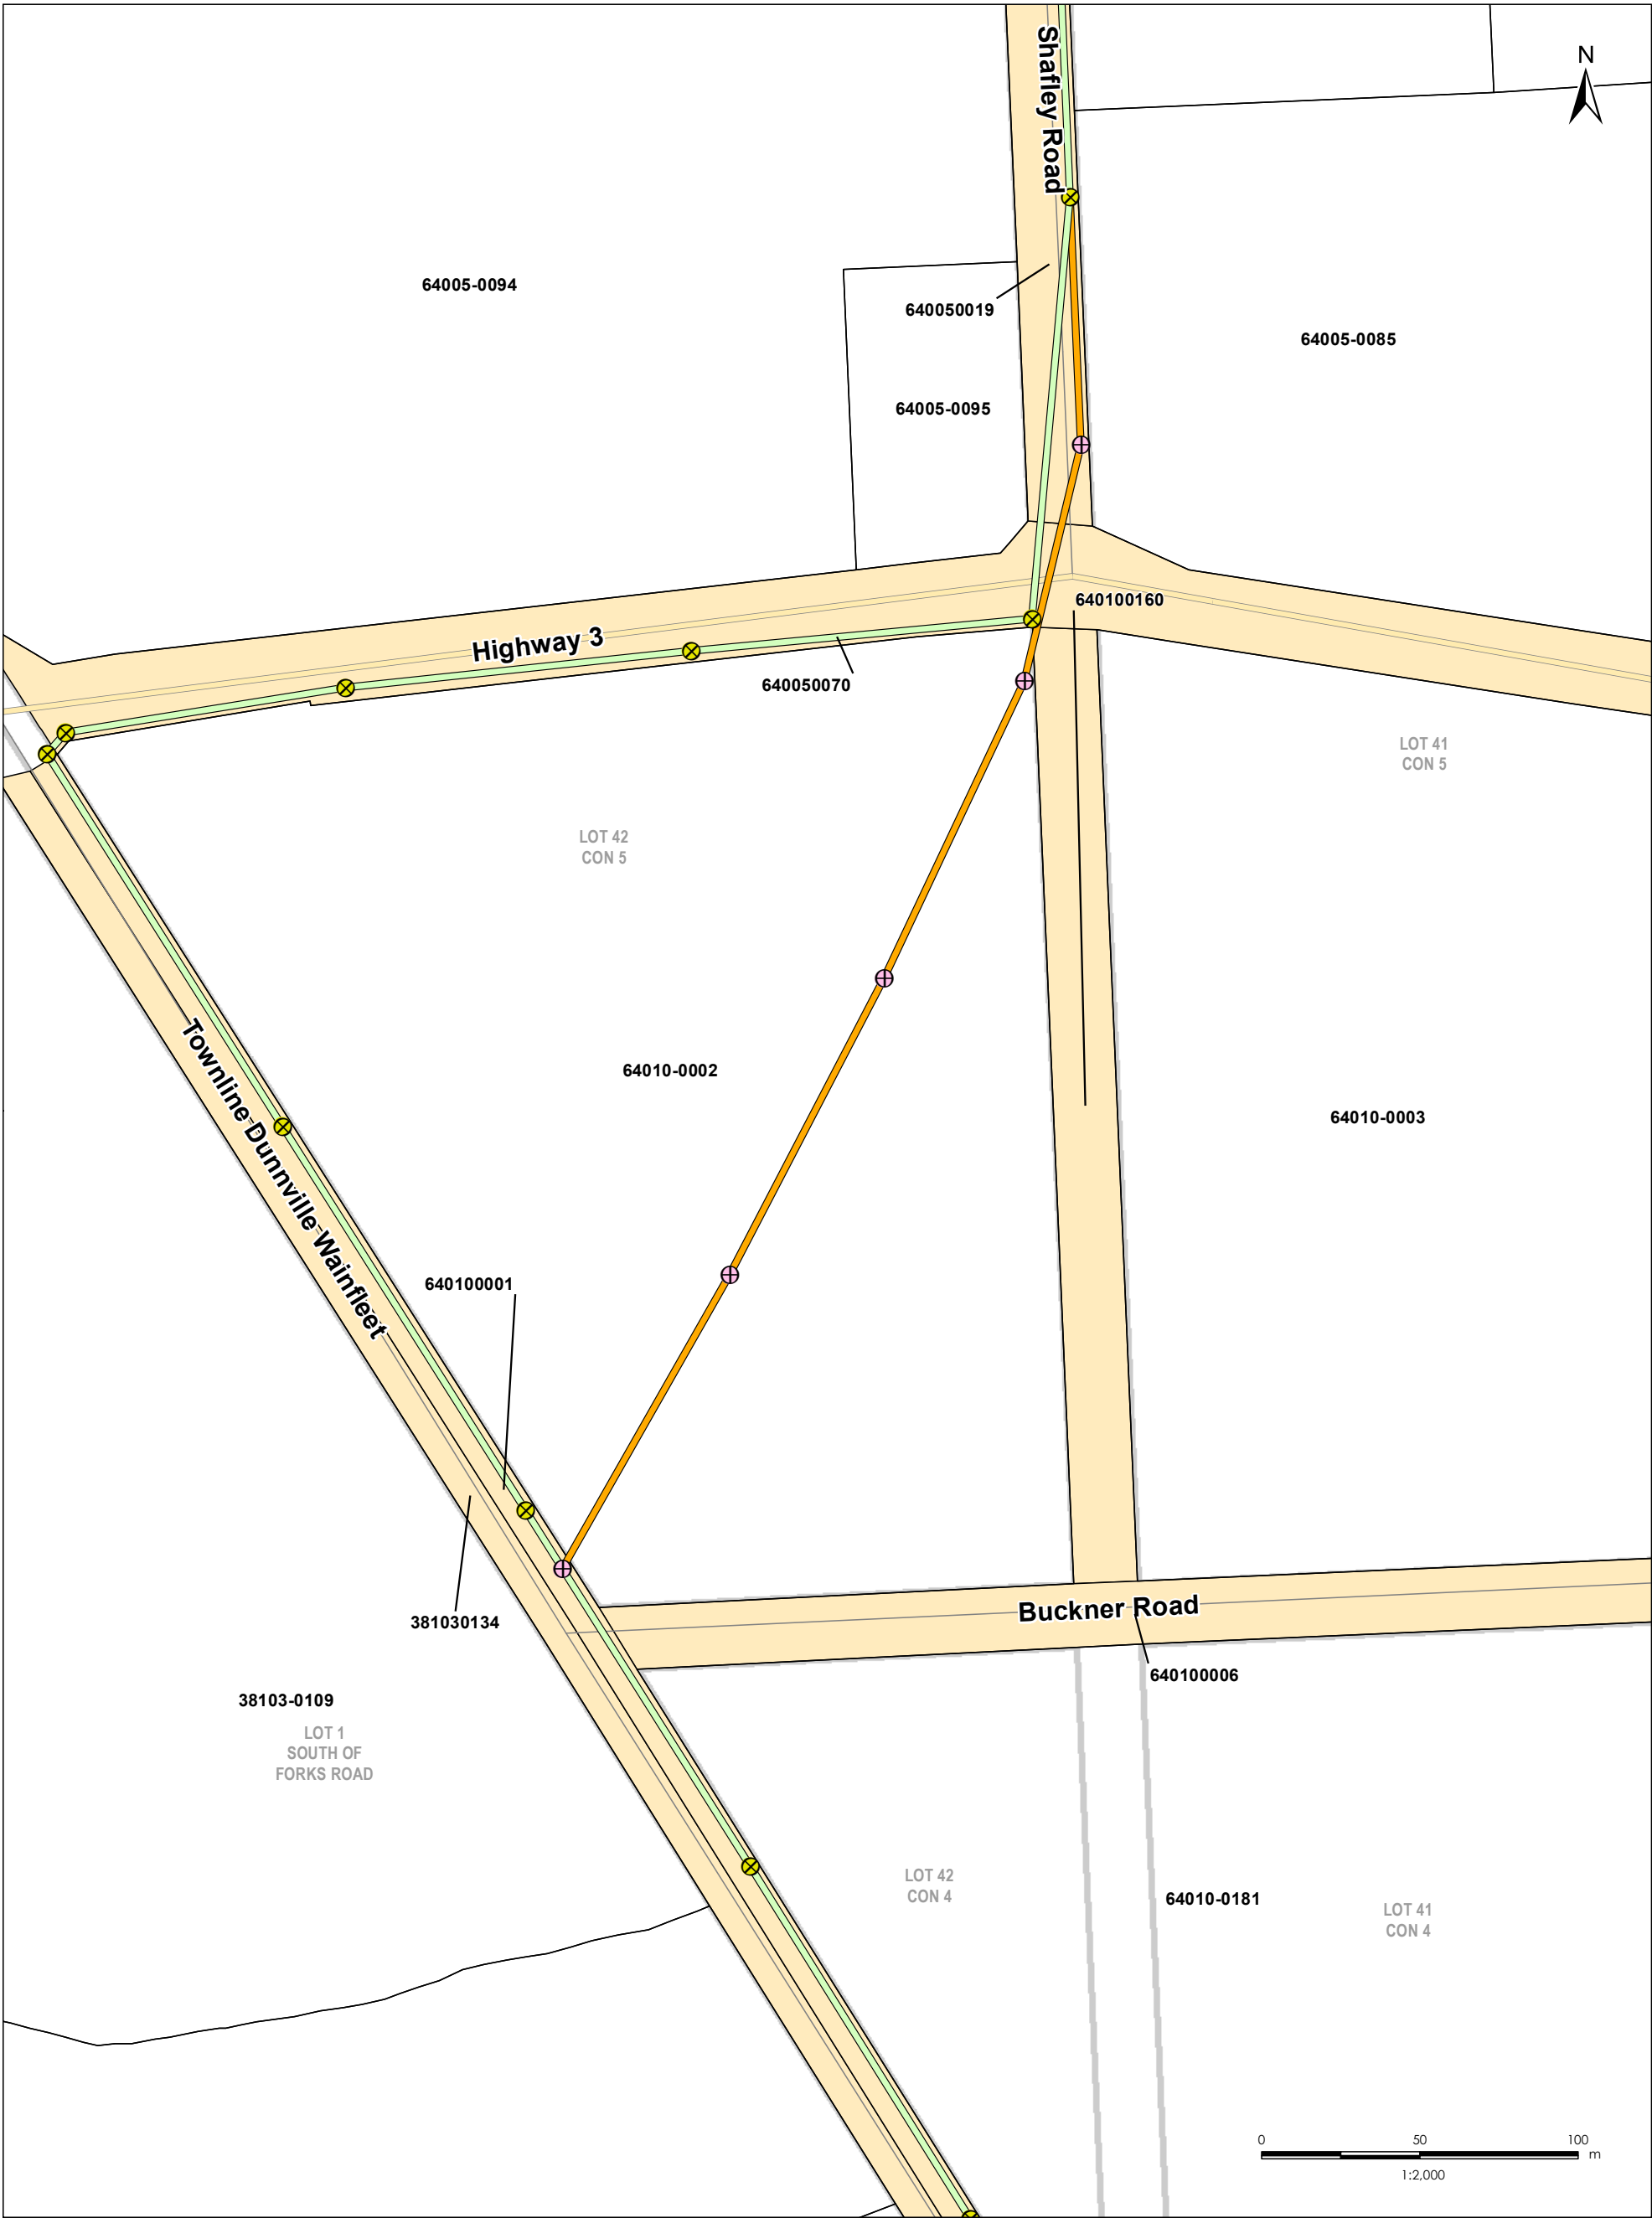 Shafley Road
N
64005-0094
640050019
64005-0085
64005-0095
640100160
Highway 3
640050070
LOT 41
CON 5
LOT 42
CON 5
64010-0002
Townline-Dunnville-Wainfleet
64010-0003
640100001
Buckner Road
381030134
640100006
38103-0109
LOT 1
SOUTH OF
FORKS ROAD
LOT 42
CON 4
64010-0181
LOT 41
CON 4
0 50 100
m
1:2,000